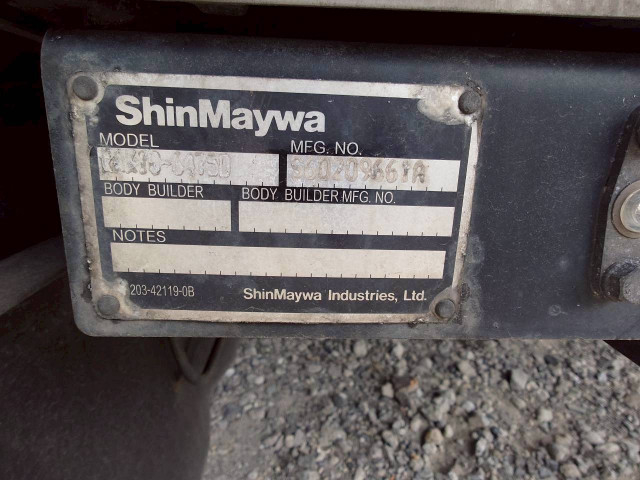 ShinMaywa
MODEL MFG. NO.
BODY BUILDER BODY BUILDER MFG. NO.
NOTES
203-42119-0B ShinMaywa Industries, Ltd.